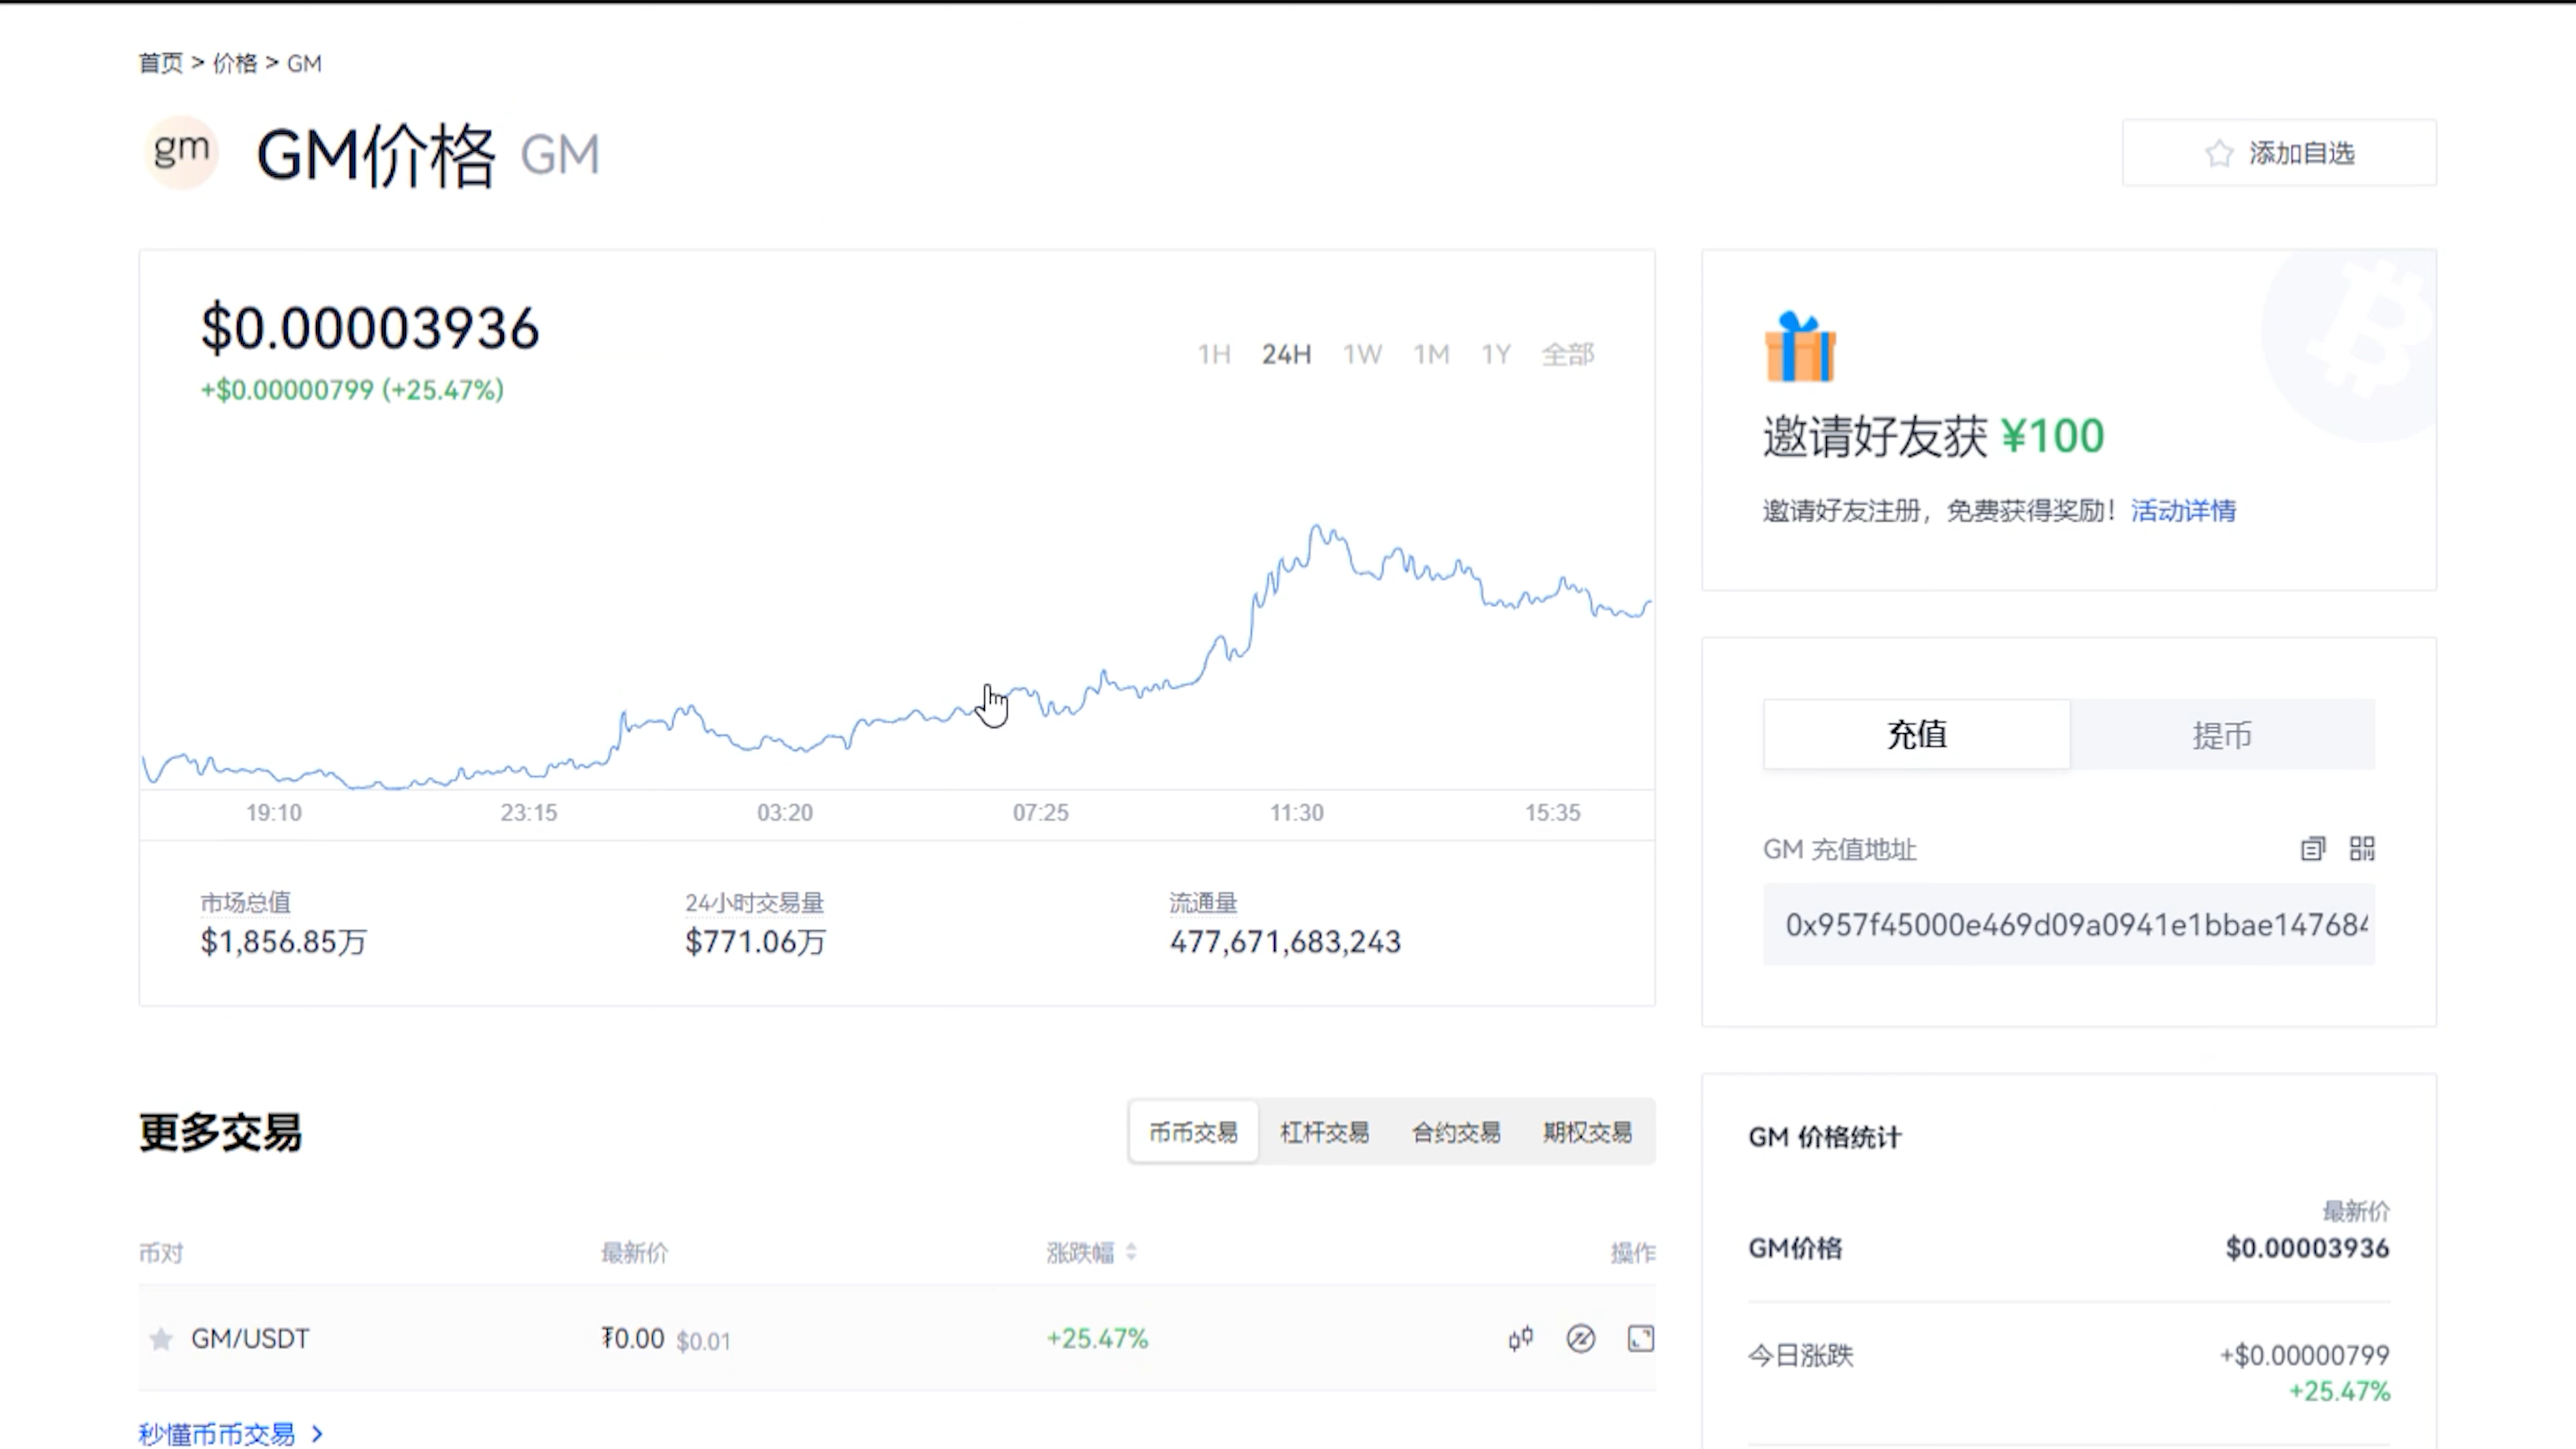 首页 > 价格 > GM
gm GM价格 GM
添加自选
$0.00003936
+$0.00000799 (+25.47%)
1H 24H 1W 1M 1Y 全部
19:10 23:15 03:20 07:25 11:30 15:35
市场总值 24小时交易量 流通量
$1,856.85万 $771.06万 477,671,683,243
邀请好友获 ¥100
邀请好友注册，免费获得奖励！活动详情
充值 提币
GM 充值地址
0x957f45000e469d09a0941e1bbae147684
更多交易
币币交易 杠杆交易 合约交易 期权交易
币对 最新价 涨跌幅 操作
GM/USDT ₮0.00 $0.01 +25.47%
秒懂币币交易 >
GM 价格统计
最新价
GM价格 $0.00003936
今日涨跌 +$0.00000799
+25.47%